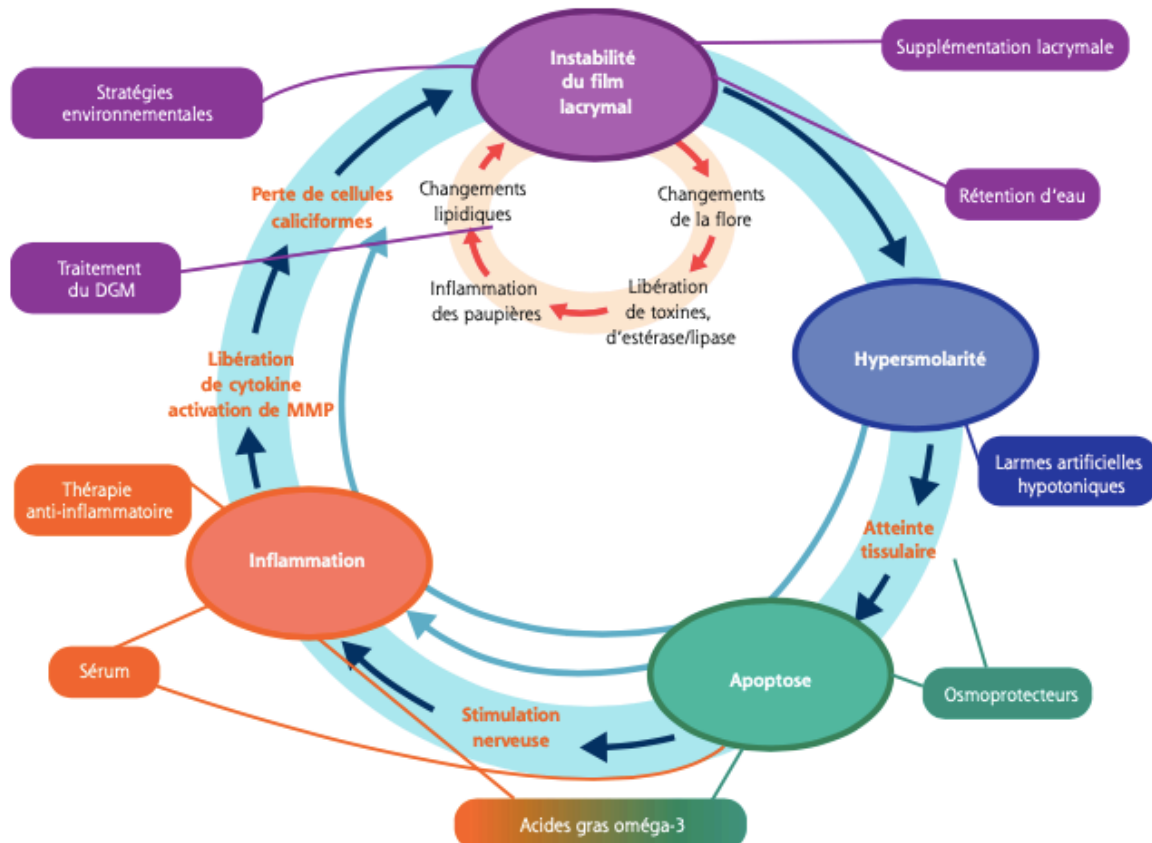 Instabilité
du film
lacrymal
Supplémentation lacrymale
Stratégies
environnementales
Rétention d'eau
Perte de cellules
caliciformes
Changements
lipidiques
Changements
de la flore
Traitement
du DGM
Inflammation
des paupières
Libération
de toxines,
d'estérase/lipase
Libération
de cytokine
activation de MMP
Hypersmolarité
Larmes artificielles
hypotoniques
Thérapie
anti-inflammatoire
Inflammation
Atteinte
tissulaire
Sérum
Apoptose
Osmoprotecteurs
Stimulation
nerveuse
Acides gras oméga-3